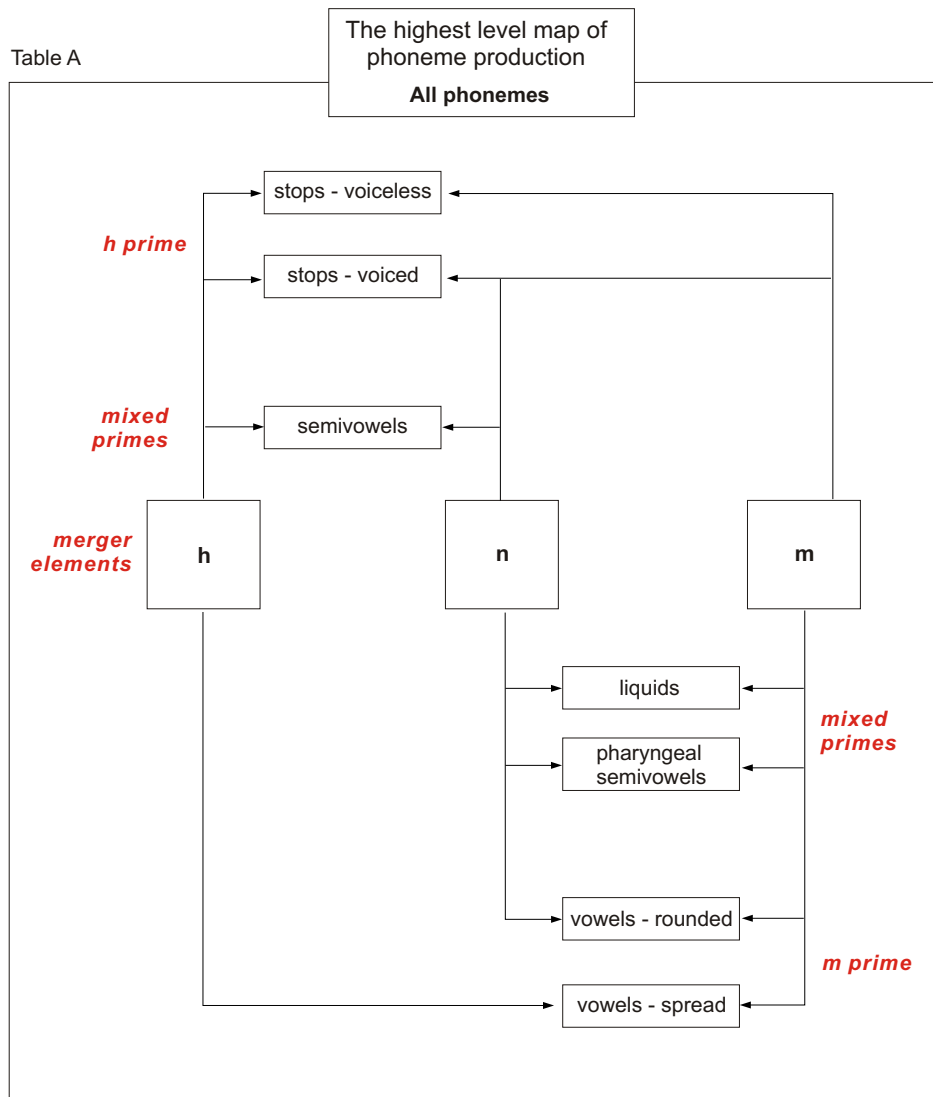 Table A
The highest level map of
phoneme production
All phonemes
stops - voiceless
h prime
stops - voiced
mixed
primes
semivowels
merger
elements
h
n
m
liquids
mixed
primes
pharyngeal
semivowels
vowels - rounded
m prime
vowels - spread